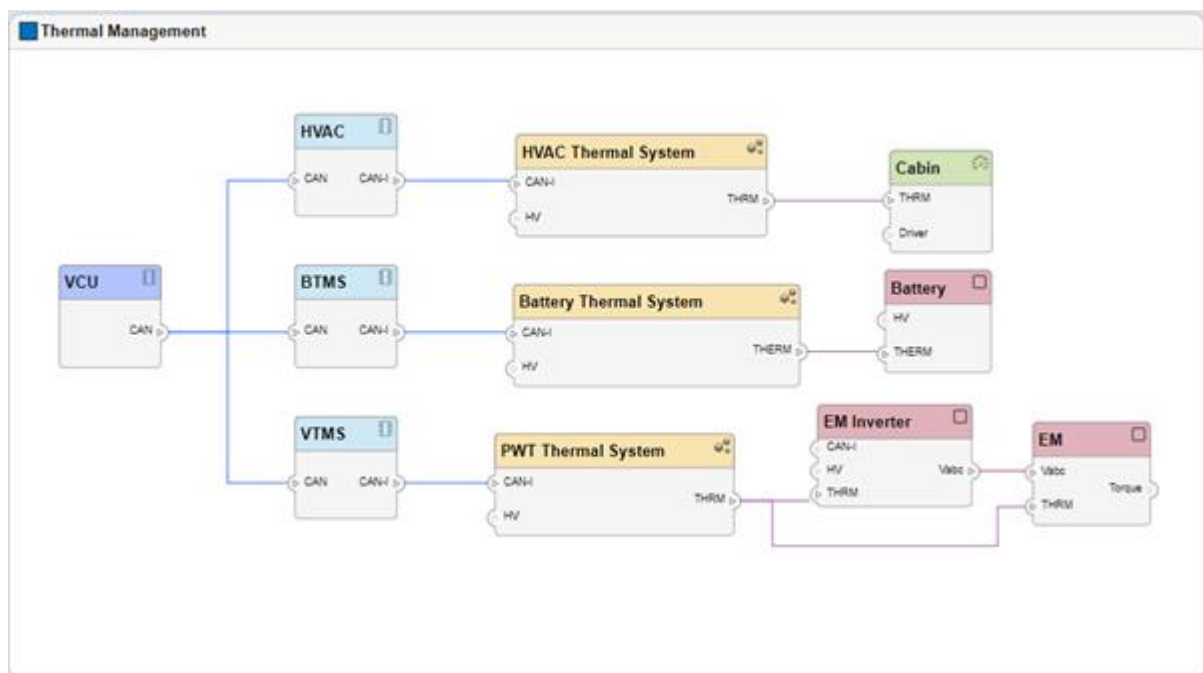 Thermal Management
HVAC
CAN CAN-I
HVAC Thermal System
CAN-I
THRM
HV
Cabin
THRM
Driver
VCU
CAN
BTMS
CAN CAN-I
Battery Thermal System
CAN-I
THERM
HV
Battery
HV
THERM
VTMS
CAN CAN-I
PWT Thermal System
CAN-I
THRM
HV
EM Inverter
CAN-I
HV Vabc
THRM
EM
Vabc
Torque
THRM